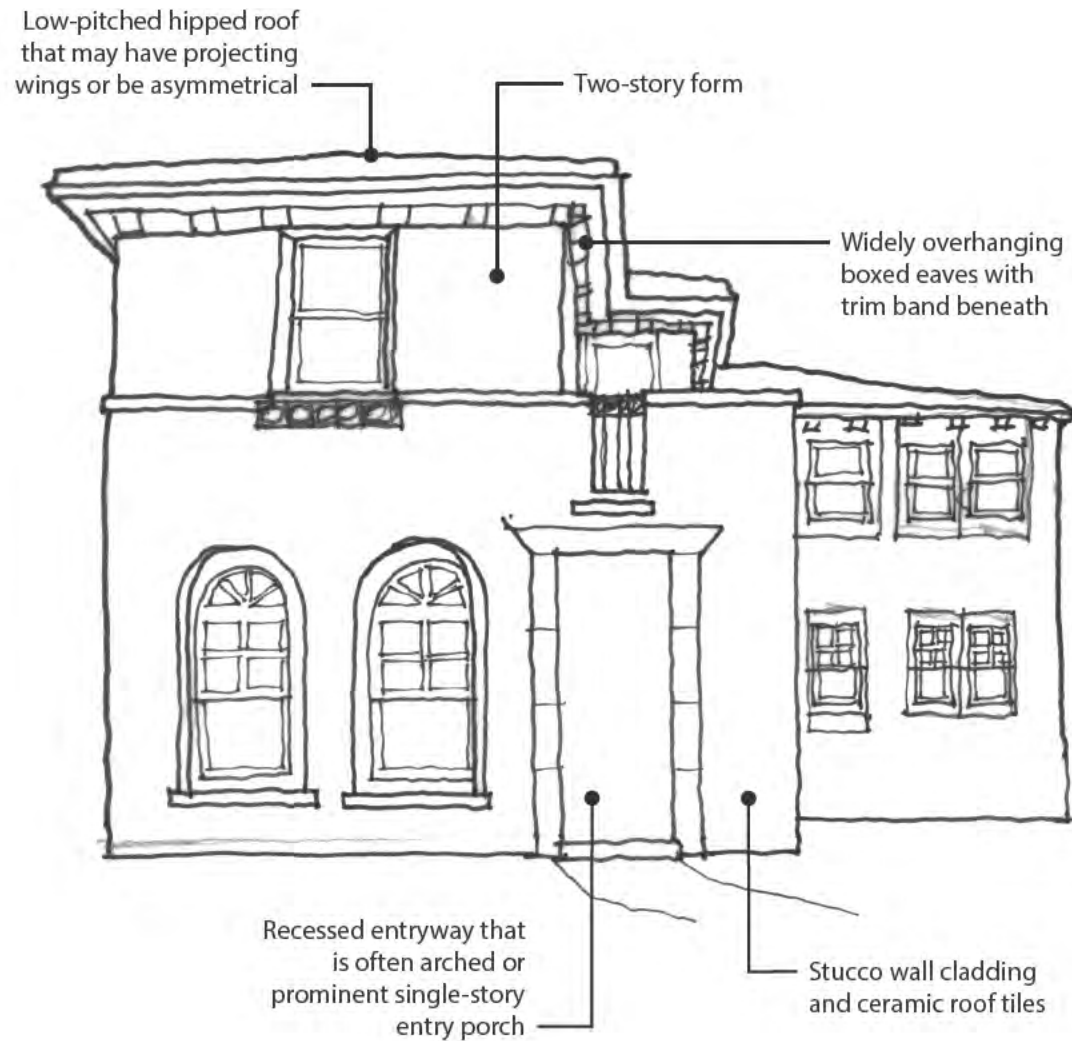 Low-pitched hipped roof
that may have projecting
wings or be asymmetrical
Two-story form
Widely overhanging
boxed eaves with
trim band beneath
Recessed entryway that
is often arched or
prominent single-story
entry porch
Stucco wall cladding
and ceramic roof tiles